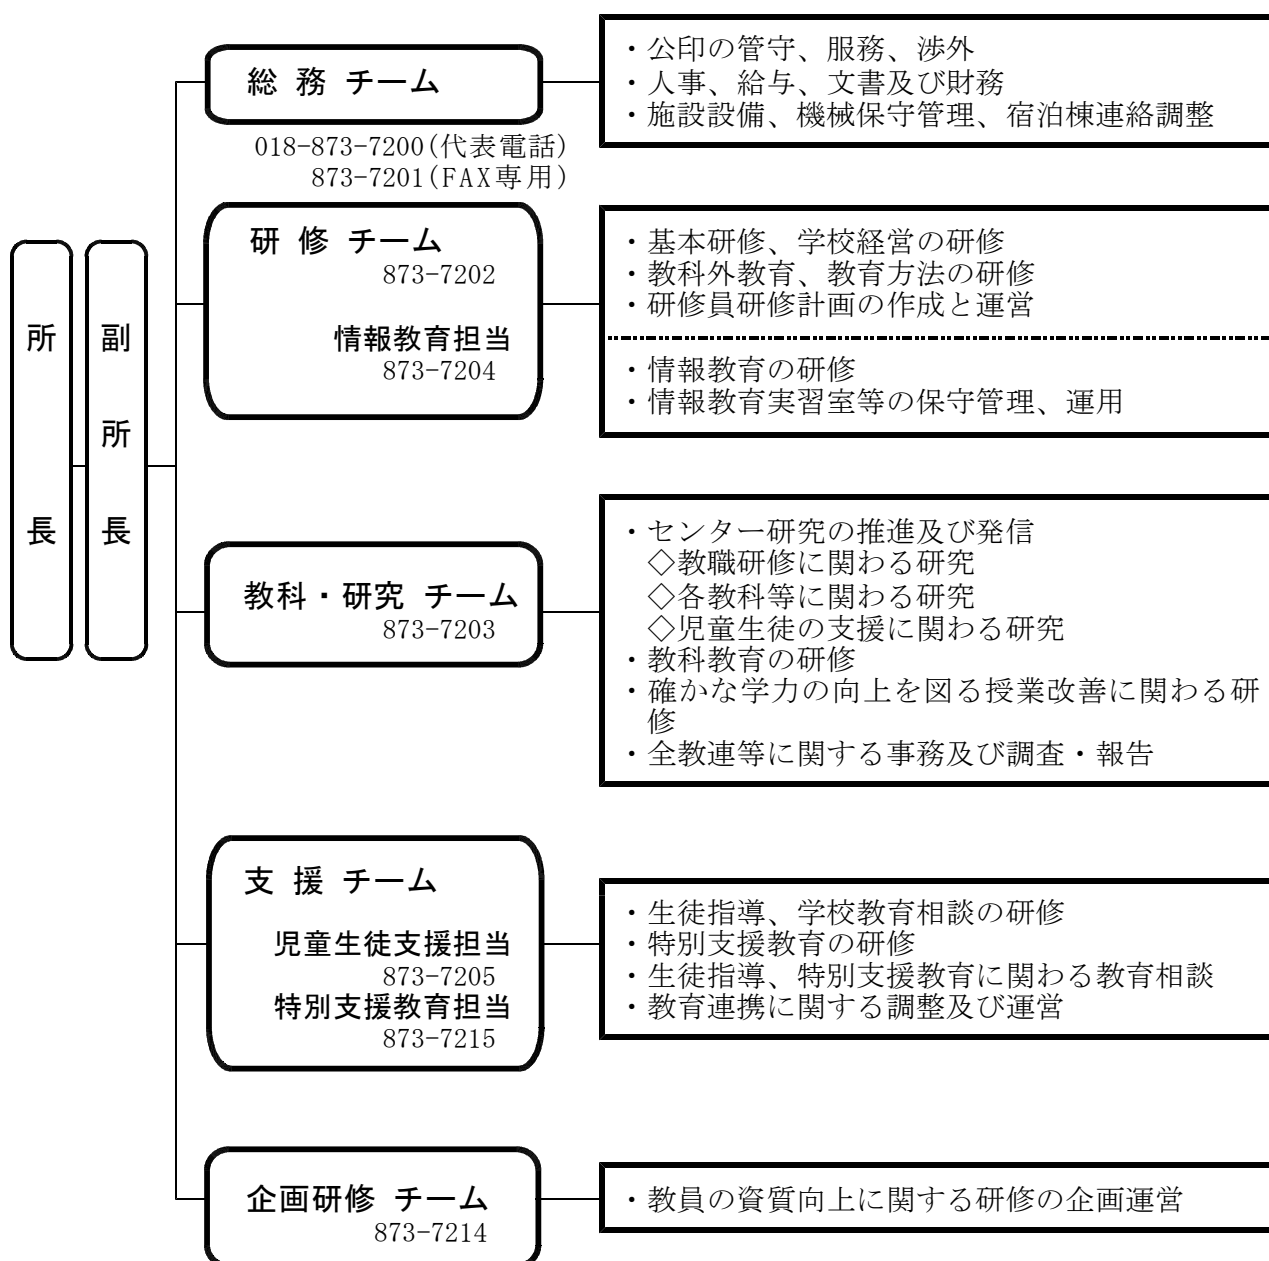 所長
副所長
総 務 チーム
018-873-7200(代表電話)
873-7201(FAX専用)
・公印の管守、服務、渉外
・人事、給与、文書及び財務
・施設設備、機械保守管理、宿泊棟連絡調整
研 修 チーム
873-7202
情報教育担当
873-7204
・基本研修、学校経営の研修
・教科外教育、教育方法の研修
・研修員研修計画の作成と運営
・情報教育の研修
・情報教育実習室等の保守管理、運用
教科・研究 チーム
873-7203
・センター研究の推進及び発信
◇教職研修に関わる研究
◇各教科等に関わる研究
◇児童生徒の支援に関わる研究
・教科教育の研修
・確かな学力の向上を図る授業改善に関わる研
修
・全教連等に関する事務及び調査・報告
支 援 チーム
児童生徒支援担当
873-7205
特別支援教育担当
873-7215
・生徒指導、学校教育相談の研修
・特別支援教育の研修
・生徒指導、特別支援教育に関わる教育相談
・教育連携に関する調整及び運営
企画研修 チーム
873-7214
・教員の資質向上に関する研修の企画運営